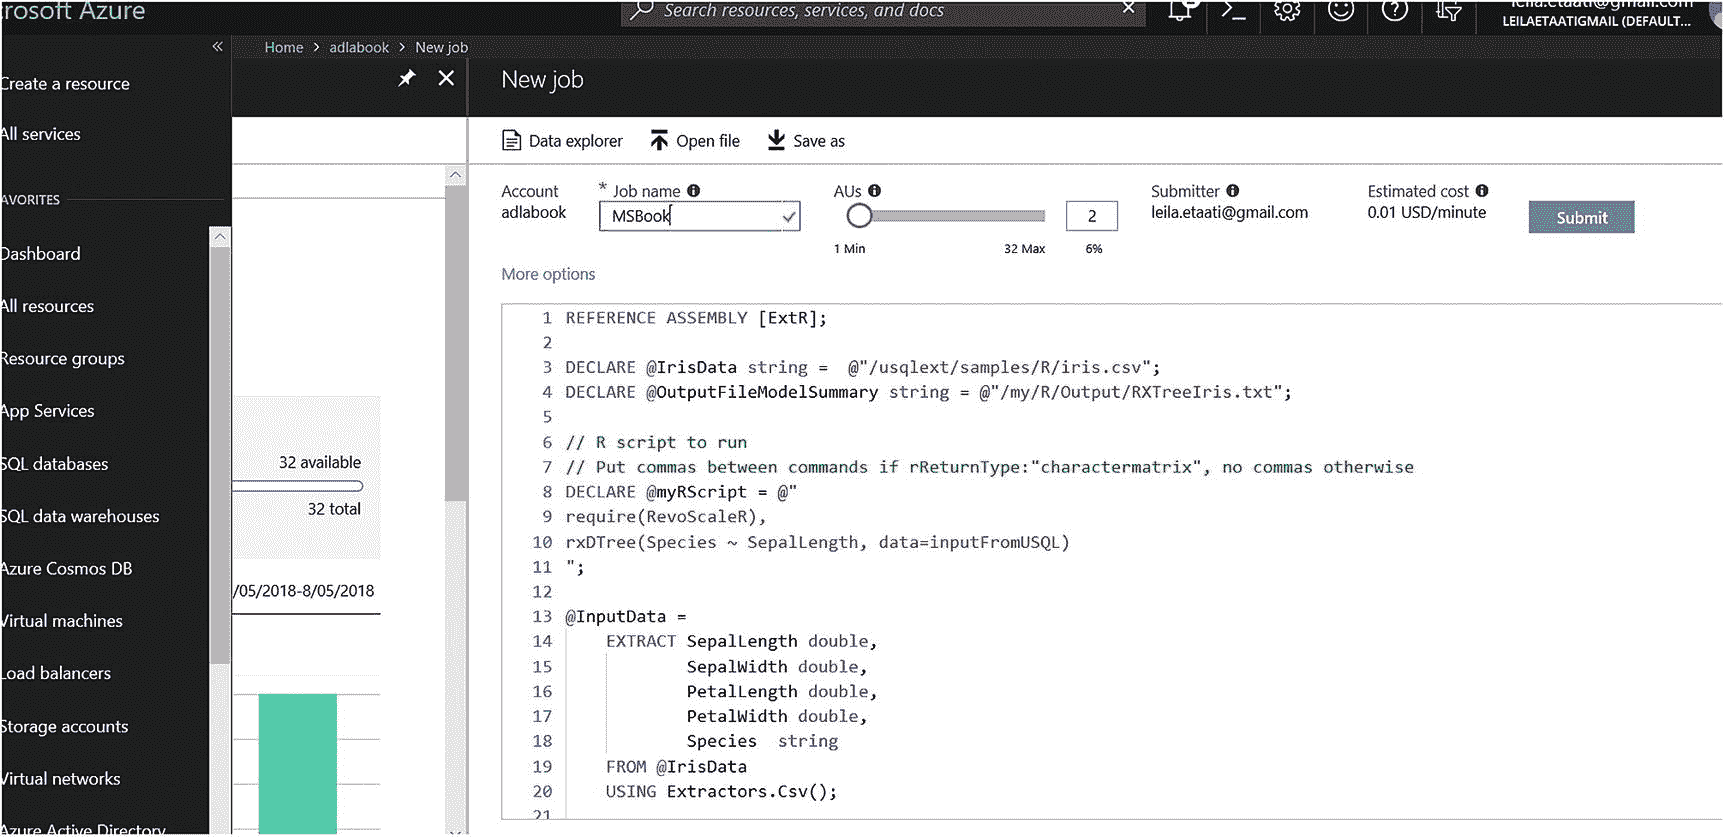 rosoft Azure
Search resources, services, and docs
leila.etaati@gmail.com
LEILAETAATIGMAIL (DEFAULT...
Home > adlabook > New job
Create a resource
All services
AVORITES
Dashboard
All resources
Resource groups
App Services
SQL databases
SQL data warehouses
Azure Cosmos DB
Virtual machines
Load balancers
Storage accounts
Virtual networks
Azure Active Directory
32 available
32 total
/05/2018-8/05/2018
New job
Data explorer Open file Save as
Account
adlabook
* Job name
MSBook
AUs
2
1 Min 32 Max 6%
Submitter
leila.etaati@gmail.com
Estimated cost
0.01 USD/minute
Submit
More options
1 REFERENCE ASSEMBLY [ExtR];
2
3 DECLARE @IrisData string = @"/usqlext/samples/R/iris.csv";
4 DECLARE @OutputFileModelSummary string = @"/my/R/Output/RXTreeIris.txt";
5
6 // R script to run
7 // Put commas between commands if rReturnType:"charactermatrix", no commas otherwise
8 DECLARE @myRScript = @"
9 require(RevoScaleR),
10 rxDTree(Species ~ SepalLength, data=inputFromUSQL)
11 ";
12
13 @InputData =
14 EXTRACT SepalLength double,
15 SepalWidth double,
16 PetalLength double,
17 PetalWidth double,
18 Species string
19 FROM @IrisData
20 USING Extractors.Csv();
21